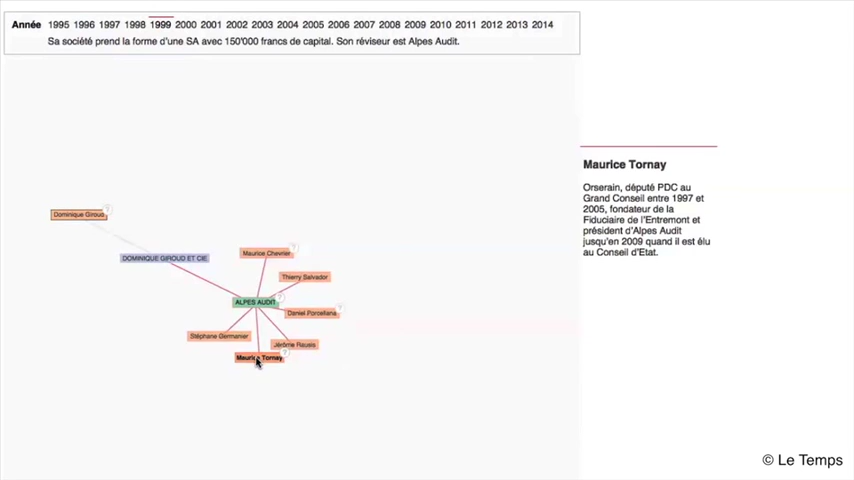 Année 1995 1996 1997 1998 1999 2000 2001 2002 2003 2004 2005 2006 2007 2008 2009 2010 2011 2012 2013 2014
Sa société prend la forme d'une SA avec 150'000 francs de capital. Son réviseur est Alpes Audit.
Maurice Tornay
Orserain, député PDC au
Grand Conseil entre 1997 et
2005, fondateur de la
Fiduciaire de l'Entremont et
président d'Alpes Audit
jusqu'en 2009 quand il est élu
au Conseil d'Etat.
Dominique Giroud ?
DOMINIQUE GIROUD ET CIE
Maurice Chevrier ?
Thierry Salvador
ALPES AUDIT ?
Daniel Porcellana ?
Stéphane Germanier
Jérôme
Maurice Tornay ?
© Le Temps